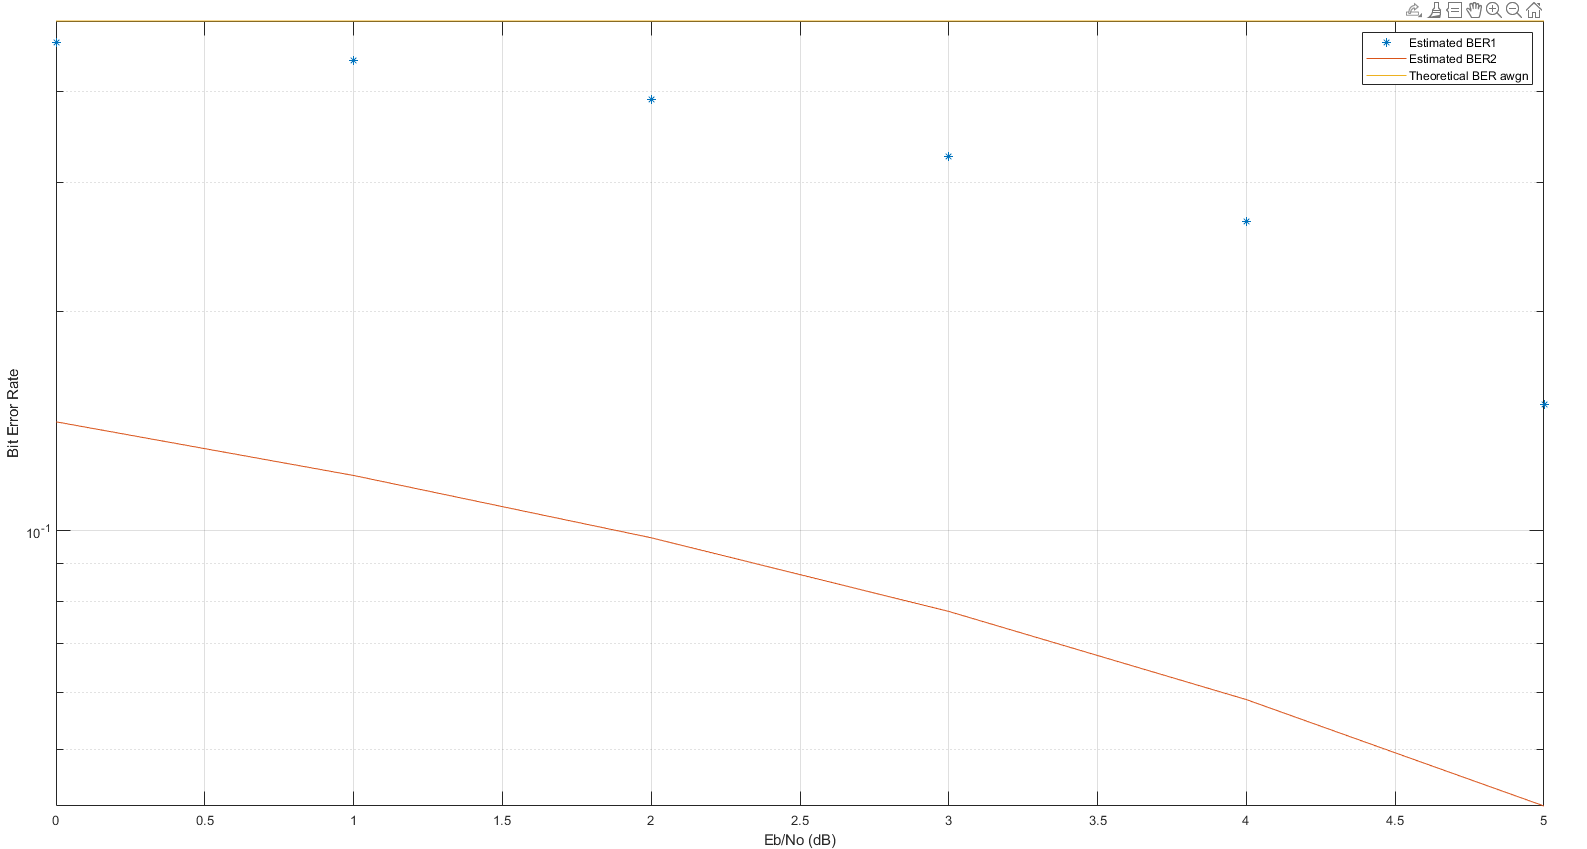 Estimated BER1
Estimated BER2
Theoretical BER awgn
Bit Error Rate
10-1
0 0.5 1 1.5 2 2.5 3 3.5 4 4.5 5
Eb/No (dB)